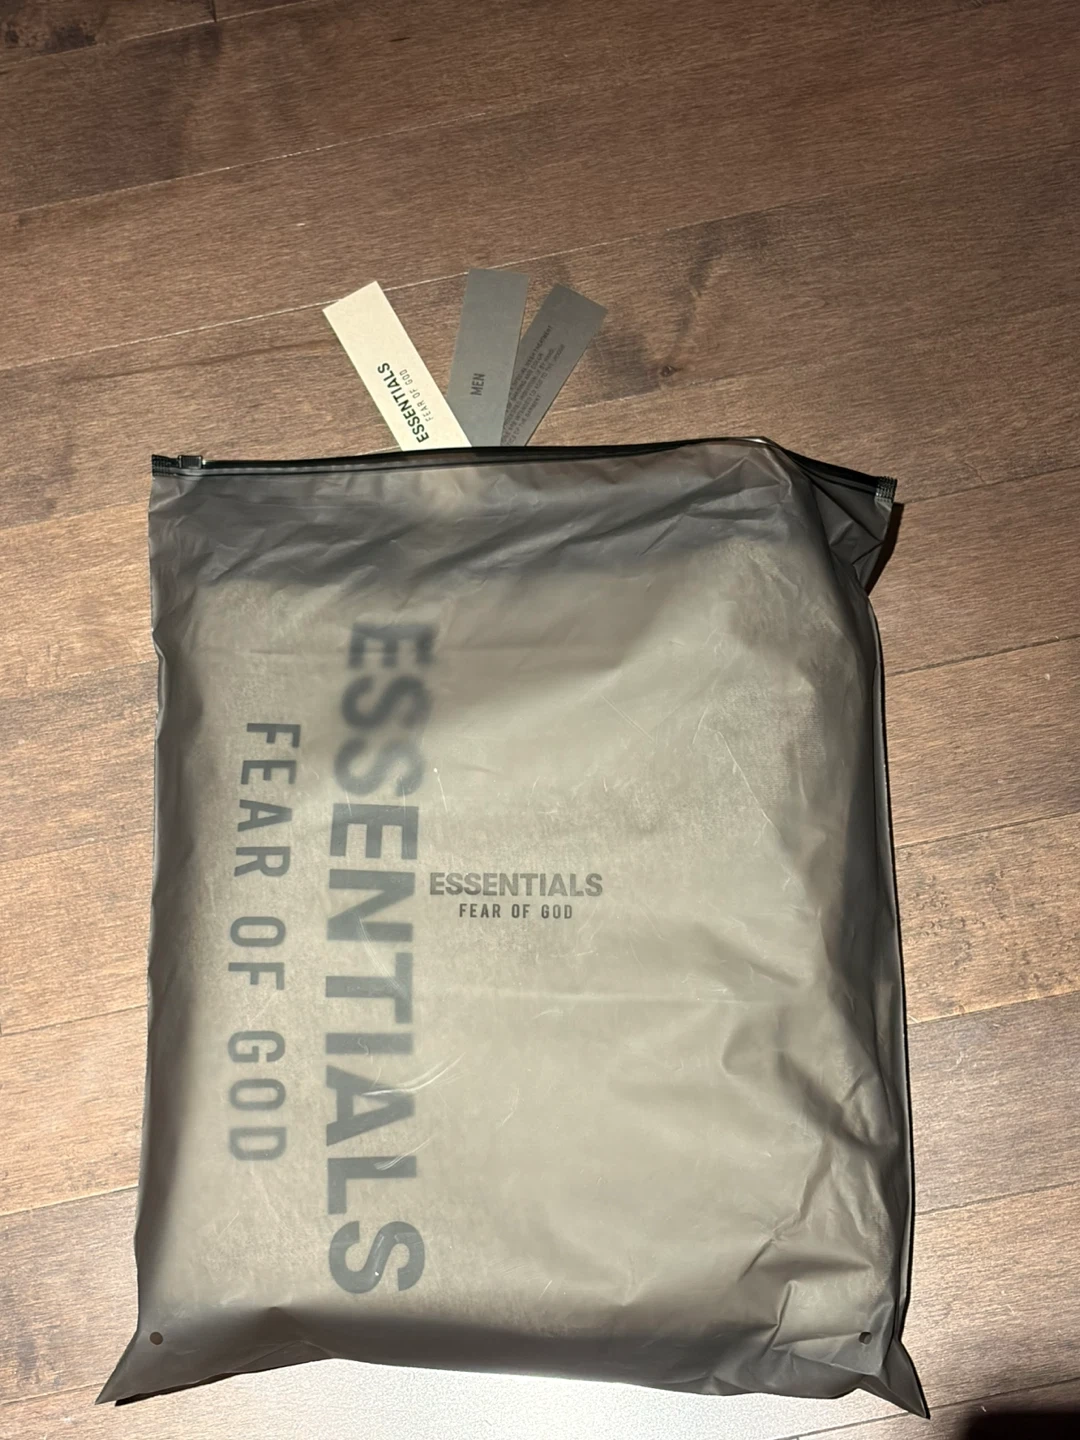 ESSENTIALS
FEAR OF GOD
MEN
ESSENTIALS
FEAR OF GOD
ESSENTIALS
FEAR OF GOD